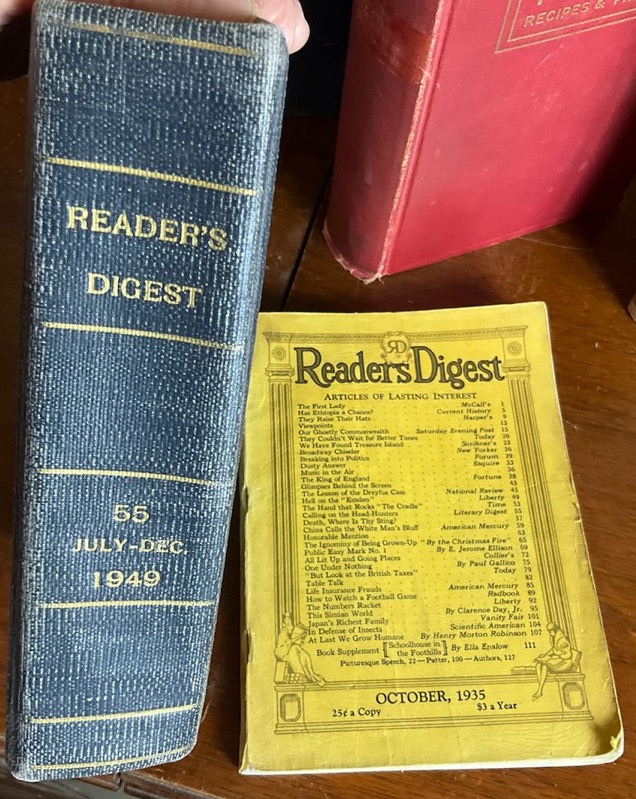 READER'S
DIGEST
55
JULY-DEC.
1949
RECIPES &
RD
Readers Digest
ARTICLES OF LASTING INTEREST
The First Lady McCall's 1
Has Ethiopia a Chance? Current History 5
They Raise Their Hats Harper's 9
Viewpoints 13
Our Ghostly Commonwealth Saturday Evening Post 15
They Couldn't Wait for Better Times Today 20
We Have Found Treasure Island Scribner's 23
Broadway Chiseler New Yorker 26
Breaking into Politics Forum 29
Dusty Answer Esquire 33
Music in the Air 36
The King of England Fortune 38
Glimpses Behind the Screen 43
The Lesson of the Dreyfus Case National Review 45
Hell on the "Emden" Liberty 49
The Hand that Rocks "The Cradle" Time 53
Calling on the Head-Hunters Literary Digest 55
Death, Where Is Thy Sting? 57
China Calls the White Man's Bluff American Mercury 59
Honorable Mention 63
The Ignominy of Being Grown-Up "By the Christmas Fire" 65
Public Easy Mark No. 1 By E. Jerome Ellison 69
All Lit Up and Going Places Collier's 73
One Under Nothing By Paul Gallico 75
"But Look at the British Taxes" Today 79
Table Talk 82
Life Insurance Frauds American Mercury 85
How to Watch a Football Game Redbook 89
The Numbers Racket Liberty 92
This Simian World By Clarence Day, Jr. 95
Japan's Richest Family Vanity Fair 101
In Defense of Insects Scientific American 104
At Last We Grow Humane By Henry Morton Robinson 107
Book Supplement [Schoolhouse in the Foothills] By Ella Enslow 111
Picturesque Speech, 22 — Patter, 100 — Authors, 127
OCTOBER, 1935
25¢ a Copy $3 a Year